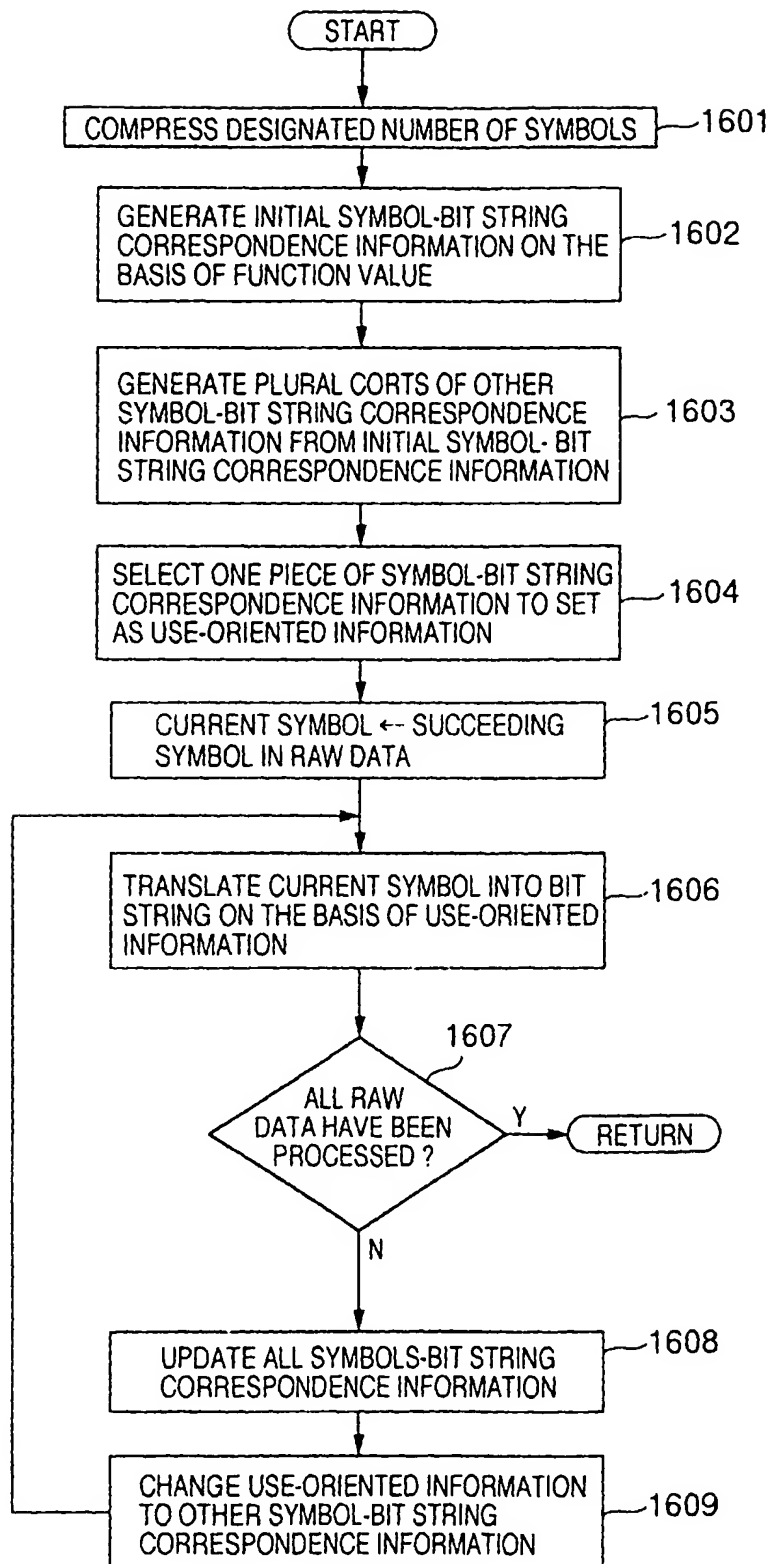 START
COMPRESS DESIGNATED NUMBER OF SYMBOLS
1601
GENERATE INITIAL SYMBOL-BIT STRING
CORRESPONDENCE INFORMATION ON THE
BASIS OF FUNCTION VALUE
1602
GENERATE PLURAL CORTS OF OTHER
SYMBOL-BIT STRING CORRESPONDENCE
INFORMATION FROM INITIAL SYMBOL- BIT
STRING CORRESPONDENCE INFORMATION
1603
SELECT ONE PIECE OF SYMBOL-BIT STRING
CORRESPONDENCE INFORMATION TO SET
AS USE-ORIENTED INFORMATION
1604
CURRENT SYMBOL ← SUCCEEDING
SYMBOL IN RAW DATA
1605
TRANSLATE CURRENT SYMBOL INTO BIT
STRING ON THE BASIS OF USE-ORIENTED
INFORMATION
1606
1607
ALL RAW
DATA HAVE BEEN
PROCESSED ?
Y
RETURN
N
UPDATE ALL SYMBOLS-BIT STRING
CORRESPONDENCE INFORMATION
1608
CHANGE USE-ORIENTED INFORMATION
TO OTHER SYMBOL-BIT STRING
CORRESPONDENCE INFORMATION
1609